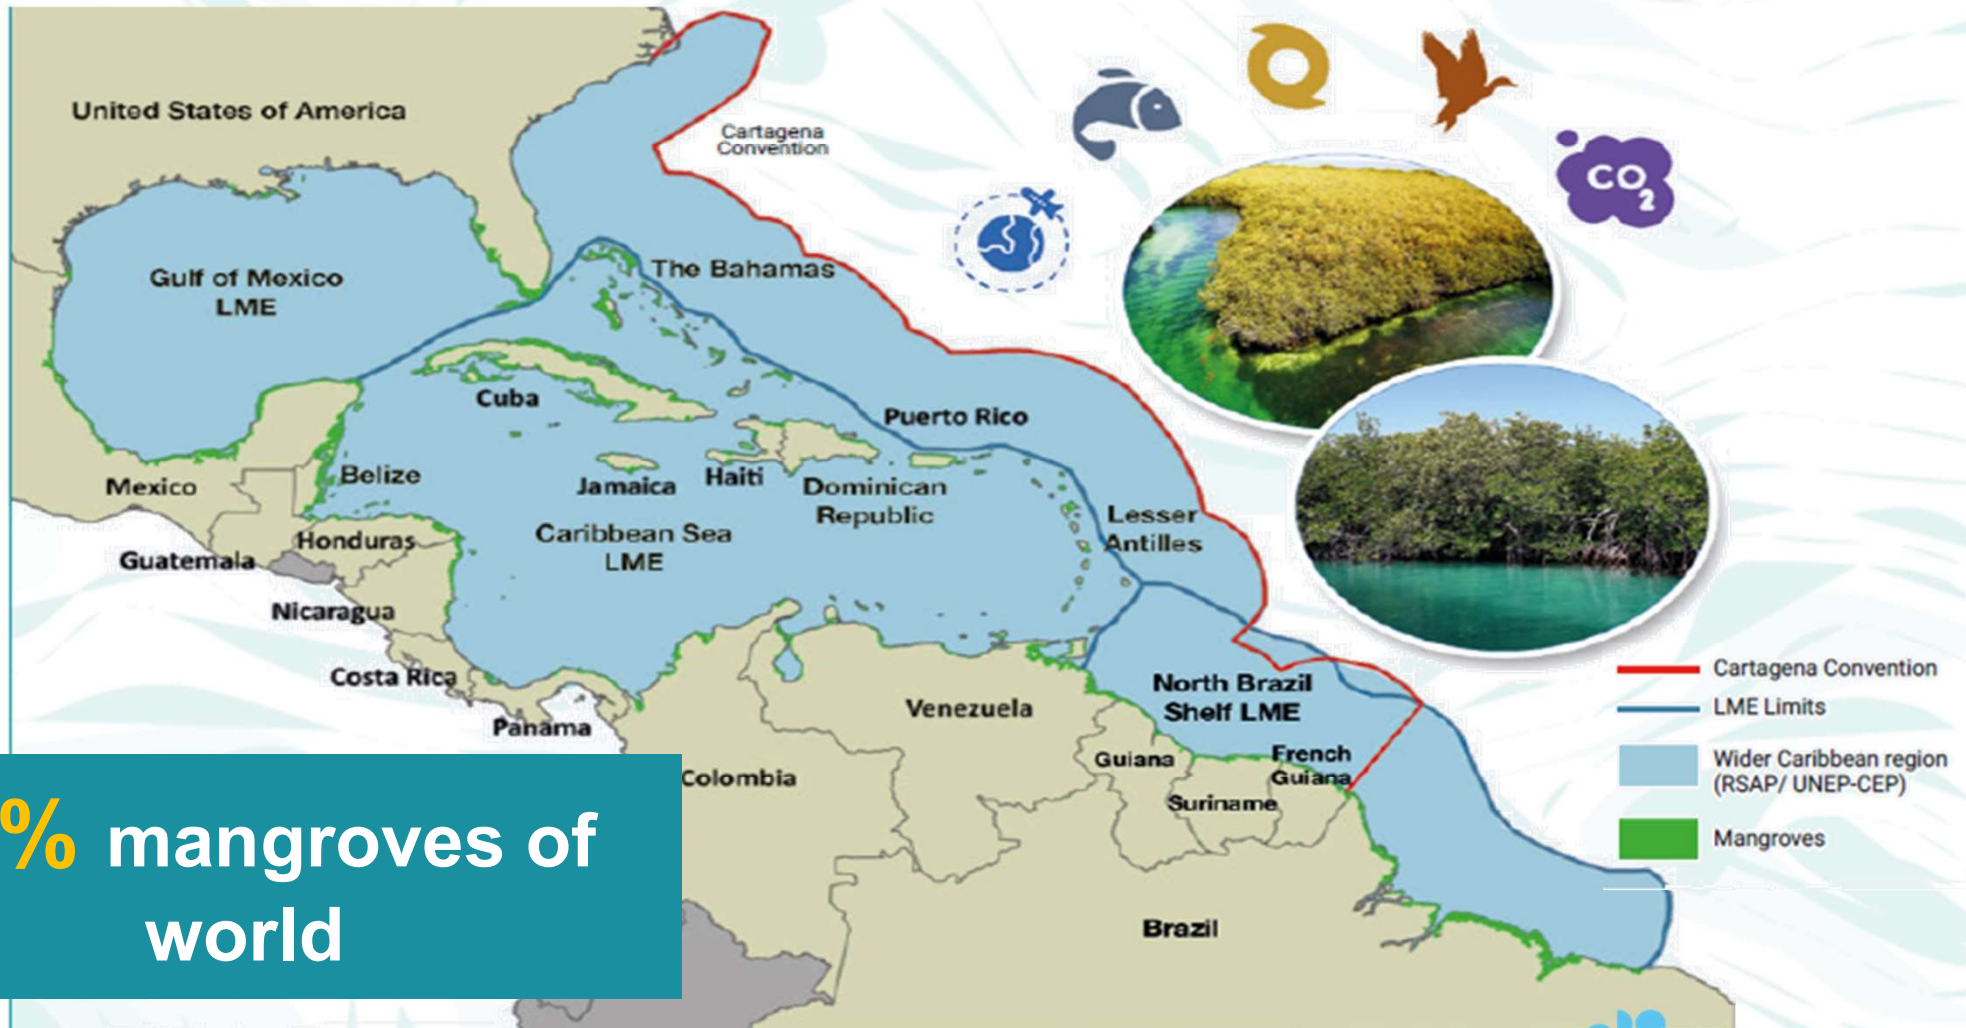 United States of America
Cartagena
Convention
CO2
Gulf of Mexico
LME
The Bahamas
Cuba
Puerto Rico
Mexico
Belize
Jamaica
Haiti
Dominican
Republic
Lesser
Antilles
Caribbean Sea
LME
Guatemala
Honduras
Nicaragua
Costa Rica
Panama
Venezuela
North Brazil
Shelf LME
Guiana
French
Guiana
Suriname
Colombia
Brazil
Cartagena Convention
LME Limits
Wider Caribbean region
(RSAP/ UNEP-CEP)
Mangroves
% mangroves of
world